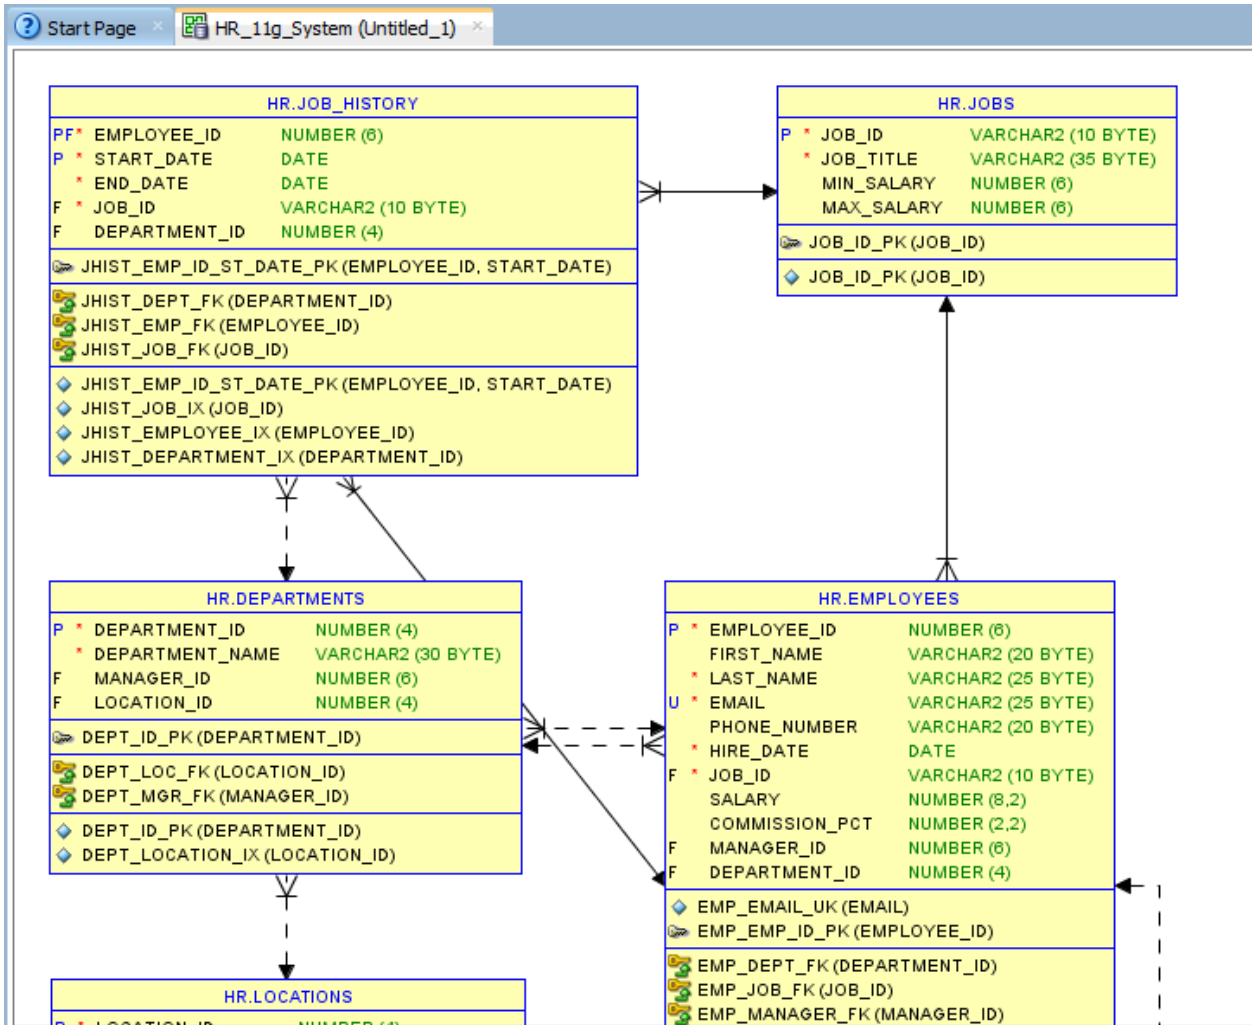 Start Page
HR_11g_System (Untitled_1)
HR.JOB_HISTORY
PF* EMPLOYEE_ID NUMBER (6)
P * START_DATE DATE
* END_DATE DATE
F * JOB_ID VARCHAR2 (10 BYTE)
F DEPARTMENT_ID NUMBER (4)
JHIST_EMP_ID_ST_DATE_PK (EMPLOYEE_ID, START_DATE)
JHIST_DEPT_FK (DEPARTMENT_ID)
JHIST_EMP_FK (EMPLOYEE_ID)
JHIST_JOB_FK (JOB_ID)
JHIST_EMP_ID_ST_DATE_PK (EMPLOYEE_ID, START_DATE)
JHIST_JOB_IX (JOB_ID)
JHIST_EMPLOYEE_IX (EMPLOYEE_ID)
JHIST_DEPARTMENT_IX (DEPARTMENT_ID)
HR.JOBS
P * JOB_ID VARCHAR2 (10 BYTE)
* JOB_TITLE VARCHAR2 (35 BYTE)
MIN_SALARY NUMBER (6)
MAX_SALARY NUMBER (6)
JOB_ID_PK (JOB_ID)
JOB_ID_PK (JOB_ID)
HR.DEPARTMENTS
P * DEPARTMENT_ID NUMBER (4)
* DEPARTMENT_NAME VARCHAR2 (30 BYTE)
F MANAGER_ID NUMBER (6)
F LOCATION_ID NUMBER (4)
DEPT_ID_PK (DEPARTMENT_ID)
DEPT_LOC_FK (LOCATION_ID)
DEPT_MGR_FK (MANAGER_ID)
DEPT_ID_PK (DEPARTMENT_ID)
DEPT_LOCATION_IX (LOCATION_ID)
HR.EMPLOYEES
P * EMPLOYEE_ID NUMBER (6)
FIRST_NAME VARCHAR2 (20 BYTE)
* LAST_NAME VARCHAR2 (25 BYTE)
U * EMAIL VARCHAR2 (25 BYTE)
PHONE_NUMBER VARCHAR2 (20 BYTE)
* HIRE_DATE DATE
F * JOB_ID VARCHAR2 (10 BYTE)
SALARY NUMBER (8,2)
COMMISSION_PCT NUMBER (2,2)
F MANAGER_ID NUMBER (6)
F DEPARTMENT_ID NUMBER (4)
EMP_EMAIL_UK (EMAIL)
EMP_EMP_ID_PK (EMPLOYEE_ID)
EMP_DEPT_FK (DEPARTMENT_ID)
EMP_JOB_FK (JOB_ID)
EMP_MANAGER_FK (MANAGER_ID)
HR.LOCATIONS
P * LOCATION_ID NUMBER (4)